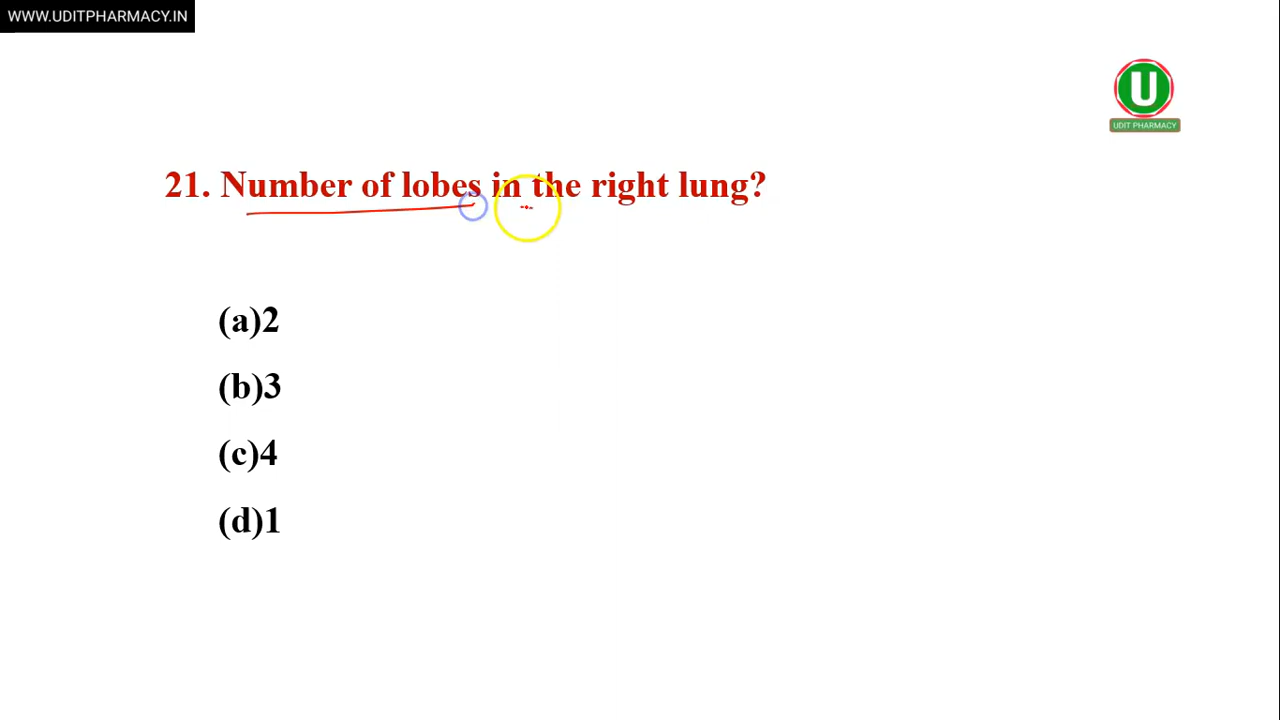 WWW.UDITPHARMACY.IN
U
UDIT PHARMACY
21. Number of lobes in the right lung?
(a)2
(b)3
(c)4
(d)1